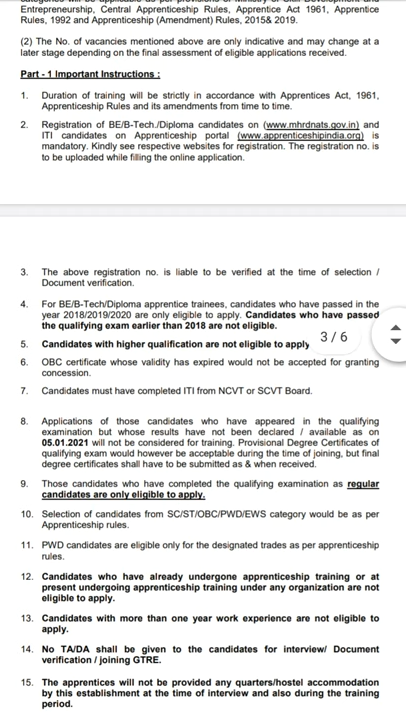 Entrepreneurship, Central Apprenticeship Rules, Apprentice Act 1961, Apprentice
Rules, 1992 and Apprenticeship (Amendment) Rules, 2015& 2019.
(2) The No. of vacancies mentioned above are only indicative and may change at a
later stage depending on the final assessment of eligible applications received.
Part - 1 Important Instructions :
1. Duration of training will be strictly in accordance with Apprentices Act, 1961,
Apprenticeship Rules and its amendments from time to time.
2. Registration of BE/B-Tech./Diploma candidates on (www.mhrdnats.gov.in) and
ITI candidates on Apprenticeship portal (www.apprenticeshipindia.org) is
mandatory. Kindly see respective websites for registration. The registration no. is
to be uploaded while filling the online application.
3. The above registration no. is liable to be verified at the time of selection /
Document verification.
4. For BE/B-Tech/Diploma apprentice trainees, candidates who have passed in the
year 2018/2019/2020 are only eligible to apply. Candidates who have passed
the qualifying exam earlier than 2018 are not eligible.
5. Candidates with higher qualification are not eligible to apply
3 / 6
6. OBC certificate whose validity has expired would not be accepted for granting
concession.
7. Candidates must have completed ITI from NCVT or SCVT Board.
8. Applications of those candidates who have appeared in the qualifying
examination but whose results have not been declared / available as on
05.01.2021 will not be considered for training. Provisional Degree Certificates of
qualifying exam would however be acceptable during the time of joining, but final
degree certificates shall have to be submitted as & when received.
9. Those candidates who have completed the qualifying examination as regular
candidates are only eligible to apply.
10. Selection of candidates from SC/ST/OBC/PWD/EWS category would be as per
Apprenticeship rules.
11. PWD candidates are eligible only for the designated trades as per apprenticeship
rules.
12. Candidates who have already undergone apprenticeship training or at
present undergoing apprenticeship training under any organization are not
eligible to apply.
13. Candidates with more than one year work experience are not eligible to
apply.
14. No TA/DA shall be given to the candidates for interview/ Document
verification / joining GTRE.
15. The apprentices will not be provided any quarters/hostel accommodation
by this establishment at the time of interview and also during the training
period.